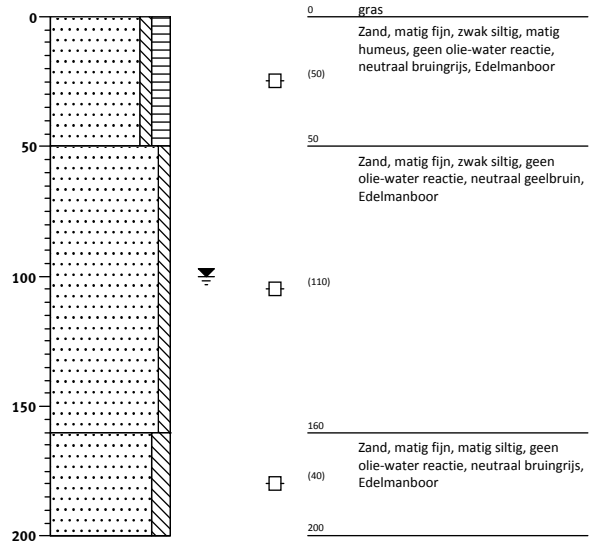 0
0 gras
Zand, matig fijn, zwak siltig, matig
humeus, geen olie-water reactie,
neutraal bruingrijs, Edelmanboor
(50)
50
50
Zand, matig fijn, zwak siltig, geen
olie-water reactie, neutraal geelbruin,
Edelmanboor
100
(110)
150
160
Zand, matig fijn, matig siltig, geen
olie-water reactie, neutraal bruingrijs,
Edelmanboor
(40)
200
200